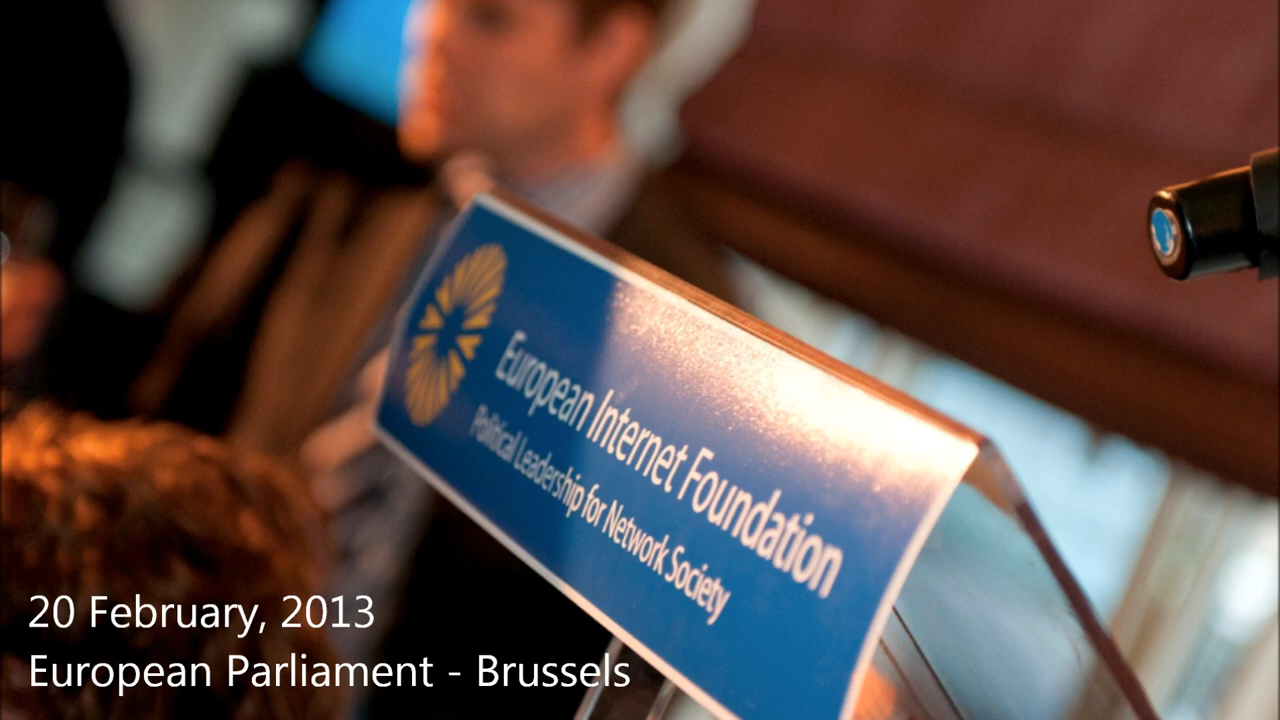 European Internet Foundation
Political Leadership for Network Society
20 February, 2013
European Parliament - Brussels